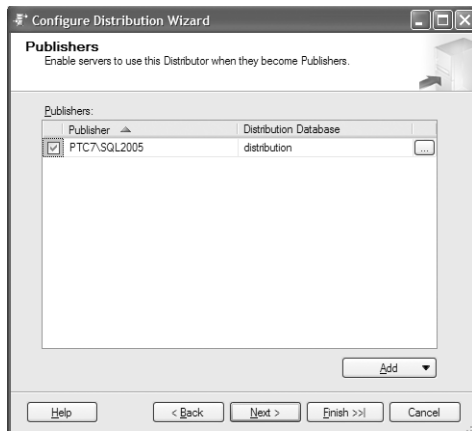 Configure Distribution Wizard
Publishers
Enable servers to use this Distributor when they become Publishers.
Publishers:
Publisher Distribution Database
PTC7\SQL2005 distribution ...
Add
Help < Back Next > Finish >>| Cancel